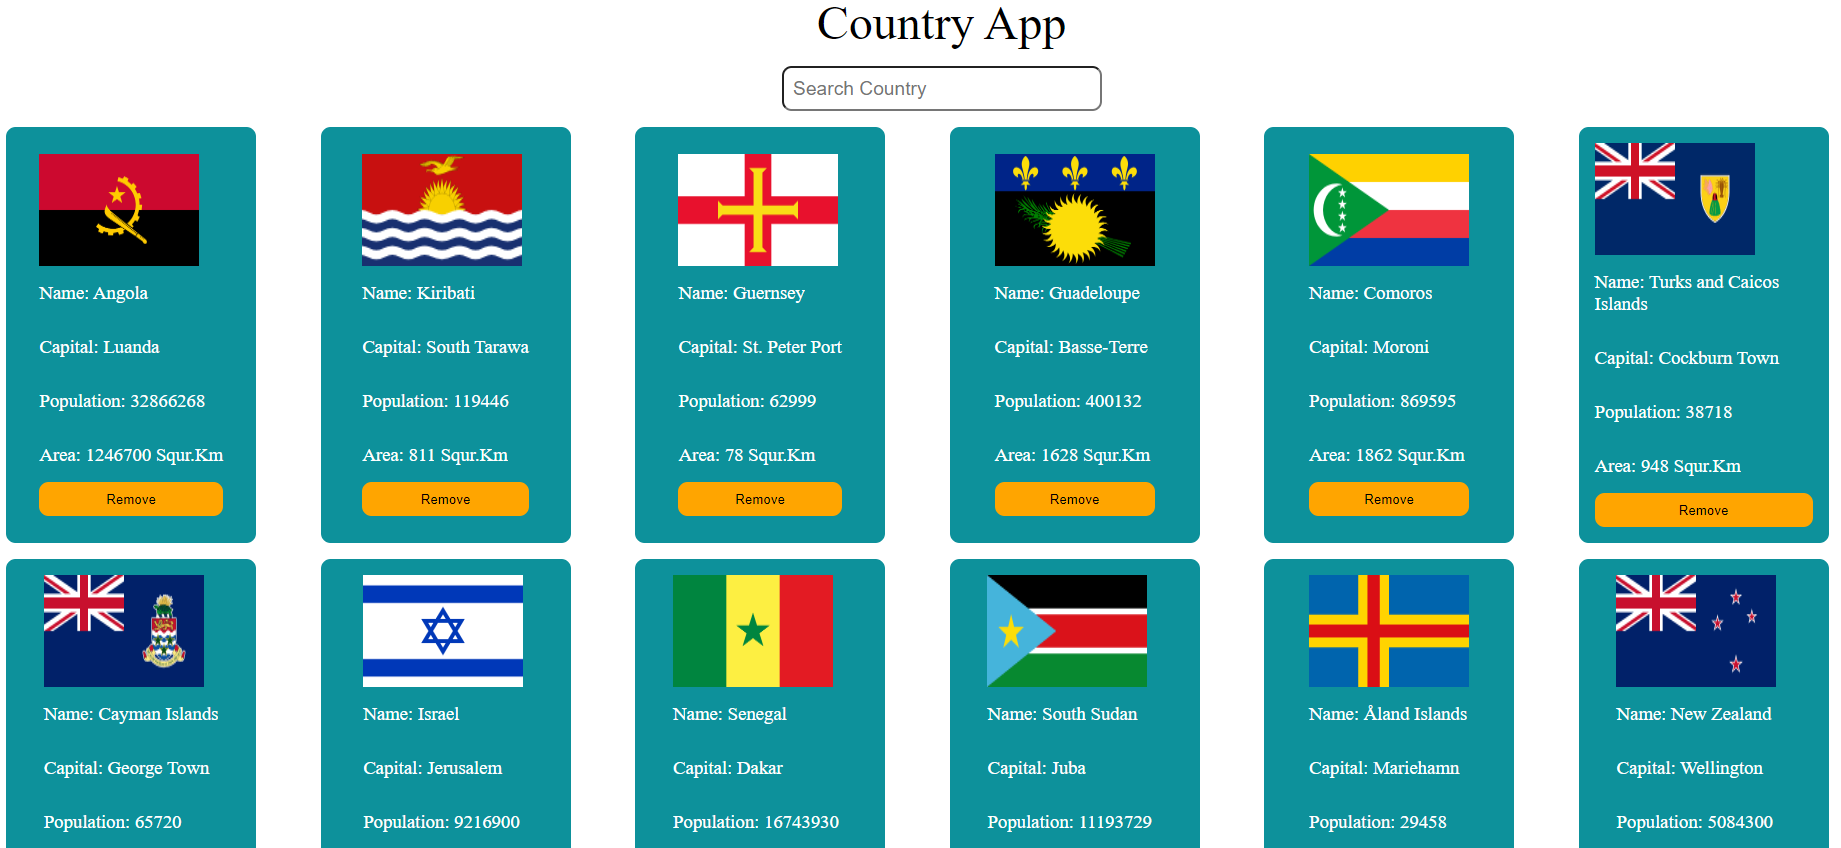 Country App
Search Country
Name: Angola
Capital: Luanda
Population: 32866268
Area: 1246700 Squr.Km
Remove
Name: Kiribati
Capital: South Tarawa
Population: 119446
Area: 811 Squr.Km
Remove
Name: Guernsey
Capital: St. Peter Port
Population: 62999
Area: 78 Squr.Km
Remove
Name: Guadeloupe
Capital: Basse-Terre
Population: 400132
Area: 1628 Squr.Km
Remove
Name: Comoros
Capital: Moroni
Population: 869595
Area: 1862 Squr.Km
Remove
Name: Turks and Caicos
Islands
Capital: Cockburn Town
Population: 38718
Area: 948 Squr.Km
Remove
Name: Cayman Islands
Capital: George Town
Population: 65720
Name: Israel
Capital: Jerusalem
Population: 9216900
Name: Senegal
Capital: Dakar
Population: 16743930
Name: South Sudan
Capital: Juba
Population: 11193729
Name: Åland Islands
Capital: Mariehamn
Population: 29458
Name: New Zealand
Capital: Wellington
Population: 5084300